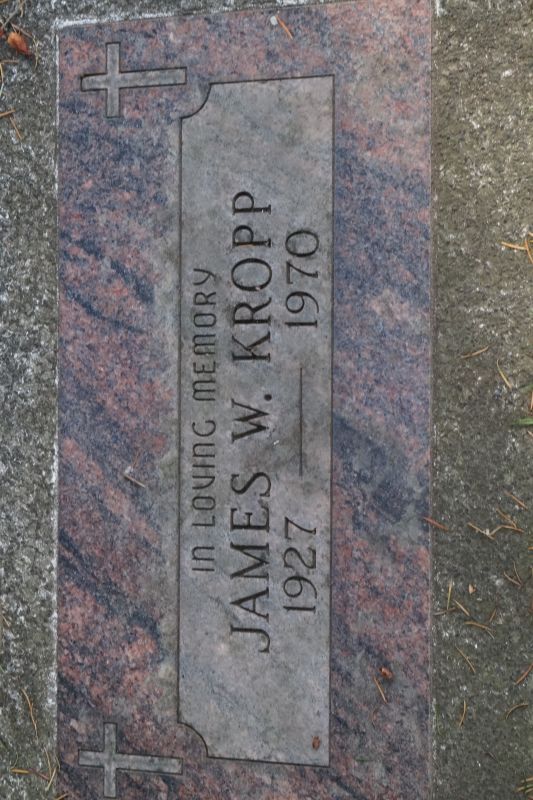 IN LOVING MEMORY
JAMES W. KROPP
1927 — 1970